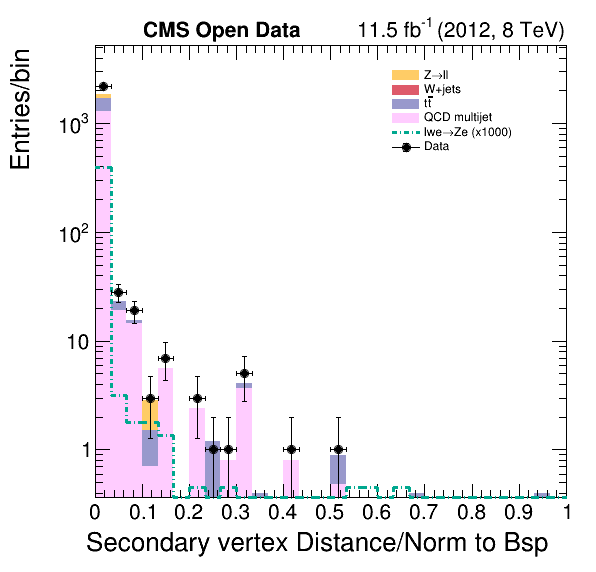 CMS Open Data 11.5 fb⁻¹ (2012, 8 TeV)
Entries/bin
Z→ll
W+jets
tt̄
QCD multijet
lwe→Ze (x1000)
Data
10³
10²
10
1
0 0.1 0.2 0.3 0.4 0.5 0.6 0.7 0.8 0.9 1
Secondary vertex Distance/Norm to Bsp